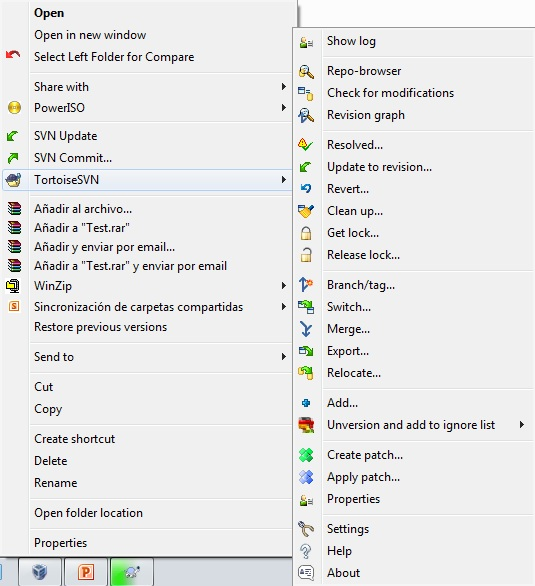 Open
Open in new window
Select Left Folder for Compare
Share with
PowerISO
SVN Update
SVN Commit...
TortoiseSVN
Añadir al archivo...
Añadir a "Test.rar"
Añadir y enviar por email...
Añadir a "Test.rar" y enviar por email
WinZip
Sincronización de carpetas compartidas
Restore previous versions
Send to
Cut
Copy
Create shortcut
Delete
Rename
Open folder location
Properties
Show log
Repo-browser
Check for modifications
Revision graph
Resolved...
Update to revision...
Revert...
Clean up...
Get lock...
Release lock...
Branch/tag...
Switch...
Merge...
Export...
Relocate...
Add...
Unversion and add to ignore list
Create patch...
Apply patch...
Properties
Settings
Help
About